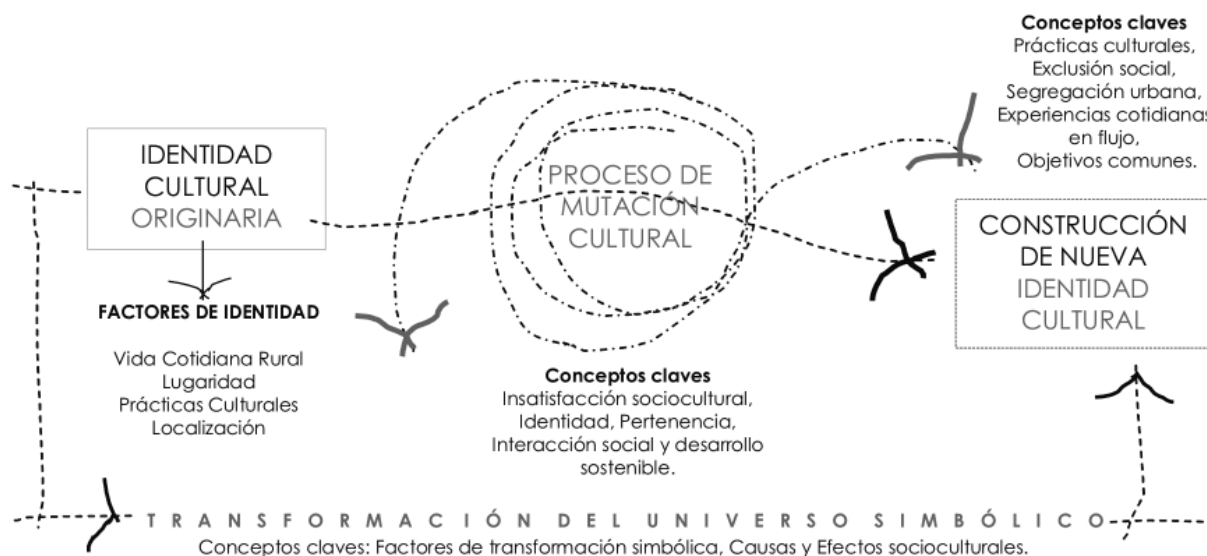 IDENTIDAD
CULTURAL
ORIGINARIA
FACTORES DE IDENTIDAD
Vida Cotidiana Rural
Lugaridad
Prácticas Culturales
Localización
PROCESO DE
MUTACIÓN
CULTURAL
Conceptos claves
Insatisfacción sociocultural,
Identidad, Pertenencia,
Interacción social y desarrollo
sostenible.
Conceptos claves
Prácticas culturales,
Exclusión social,
Segregación urbana,
Experiencias cotidianas
en flujo,
Objetivos comunes.
CONSTRUCCIÓN
DE NUEVA
IDENTIDAD
CULTURAL
TRANSFORMACIÓN DEL UNIVERSO SIMBÓLICO
Conceptos claves: Factores de transformación simbólica, Causas y Efectos socioculturales.